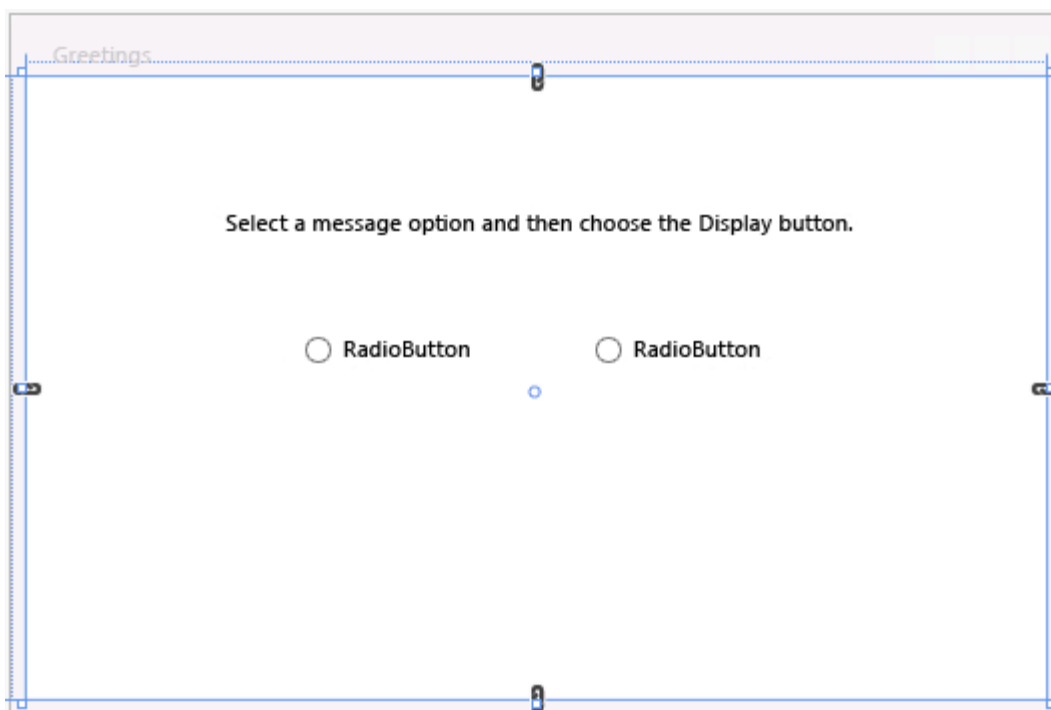 Greetings
Select a message option and then choose the Display button.
RadioButton RadioButton